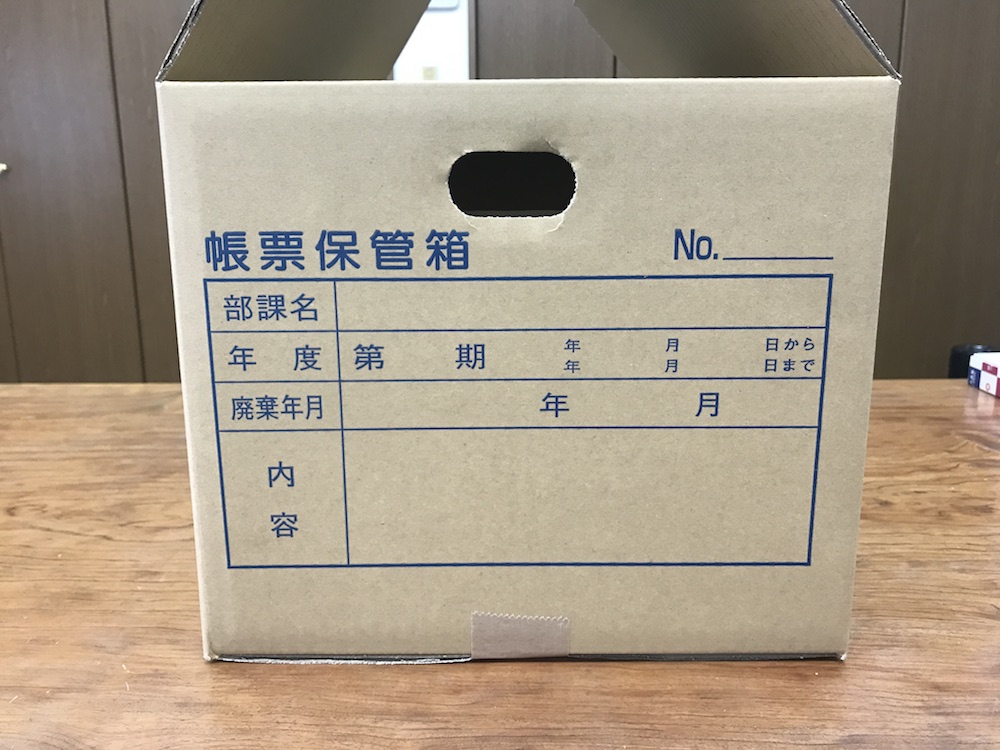 帳票保管箱 No.
部課名
年度 第 期 年 月 日から
年 月 日まで
廃棄年月 年 月
内容